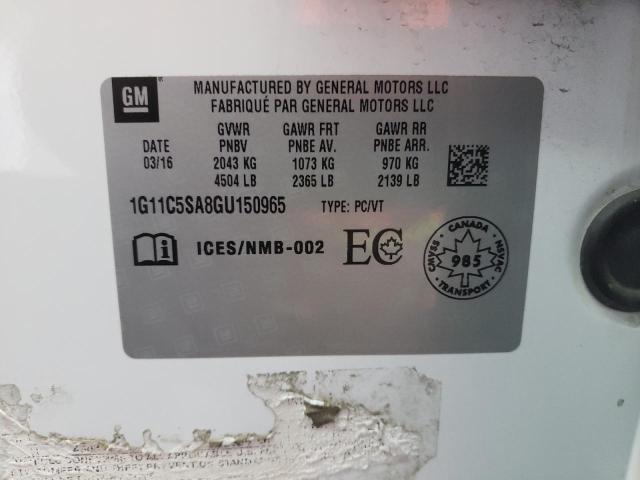 GM
MANUFACTURED BY GENERAL MOTORS LLC
FABRIQUÉ PAR GENERAL MOTORS LLC
GVWR GAWR FRT GAWR RR
DATE PNBV PNBE AV. PNBE ARR.
03/16 2043 KG 1073 KG 970 KG
4504 LB 2365 LB 2139 LB
1G11C5SA8GU150965 TYPE: PC/VT
i ICES/NMB-002 EC
CANADA
CMVSS 985 NSVAC
TRANSPORT